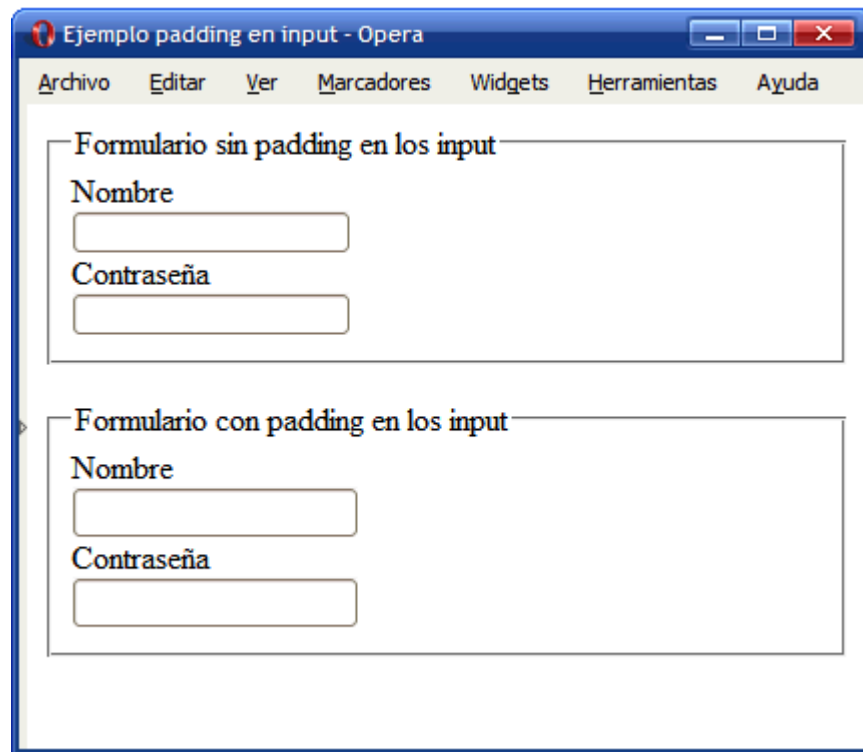 Ejemplo padding en input - Opera
Archivo Editar Ver Marcadores Widgets Herramientas Ayuda
Formulario sin padding en los input
Nombre
Contraseña
Formulario con padding en los input
Nombre
Contraseña